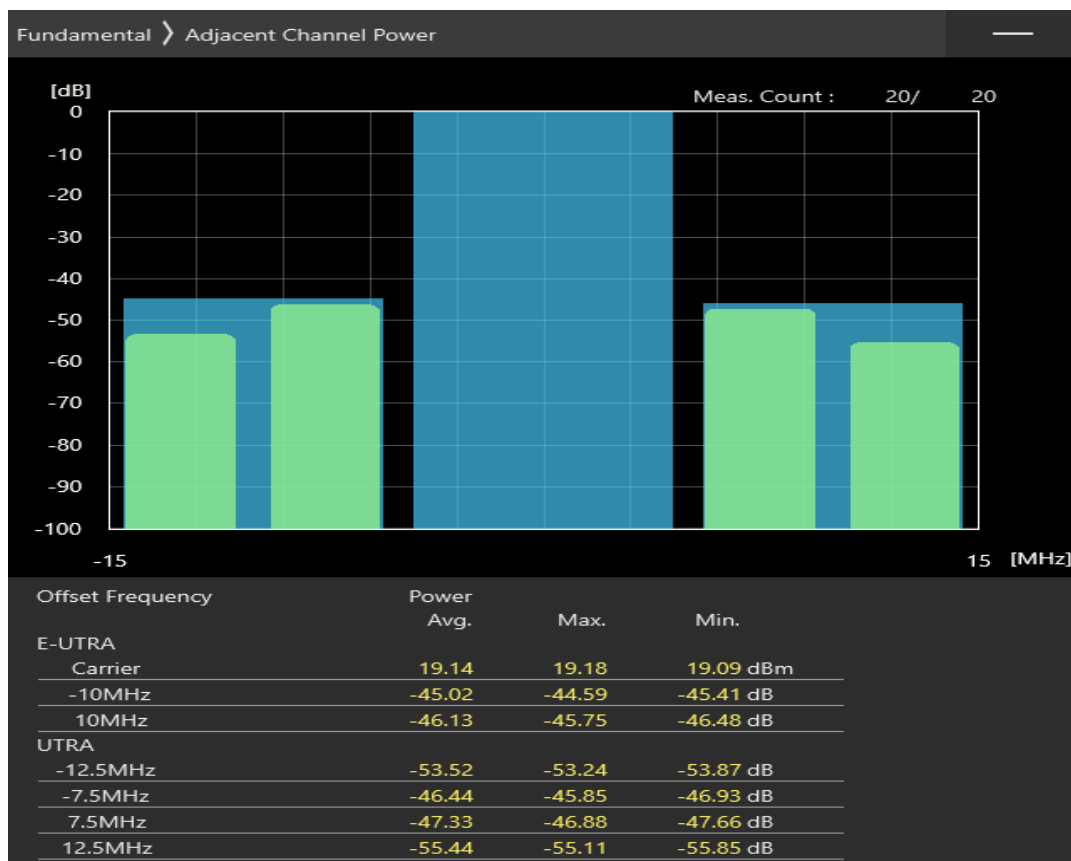 Fundamental ❯ Adjacent Channel Power
[dB]
Meas. Count : 20/ 20
0
-10
-20
-30
-40
-50
-60
-70
-80
-90
-100
-15 15 [MHz]
Offset Frequency Power
Avg. Max. Min.
E-UTRA
Carrier 19.14 19.18 19.09 dBm
-10MHz -45.02 -44.59 -45.41 dB
10MHz -46.13 -45.75 -46.48 dB
UTRA
-12.5MHz -53.52 -53.24 -53.87 dB
-7.5MHz -46.44 -45.85 -46.93 dB
7.5MHz -47.33 -46.88 -47.66 dB
12.5MHz -55.44 -55.11 -55.85 dB